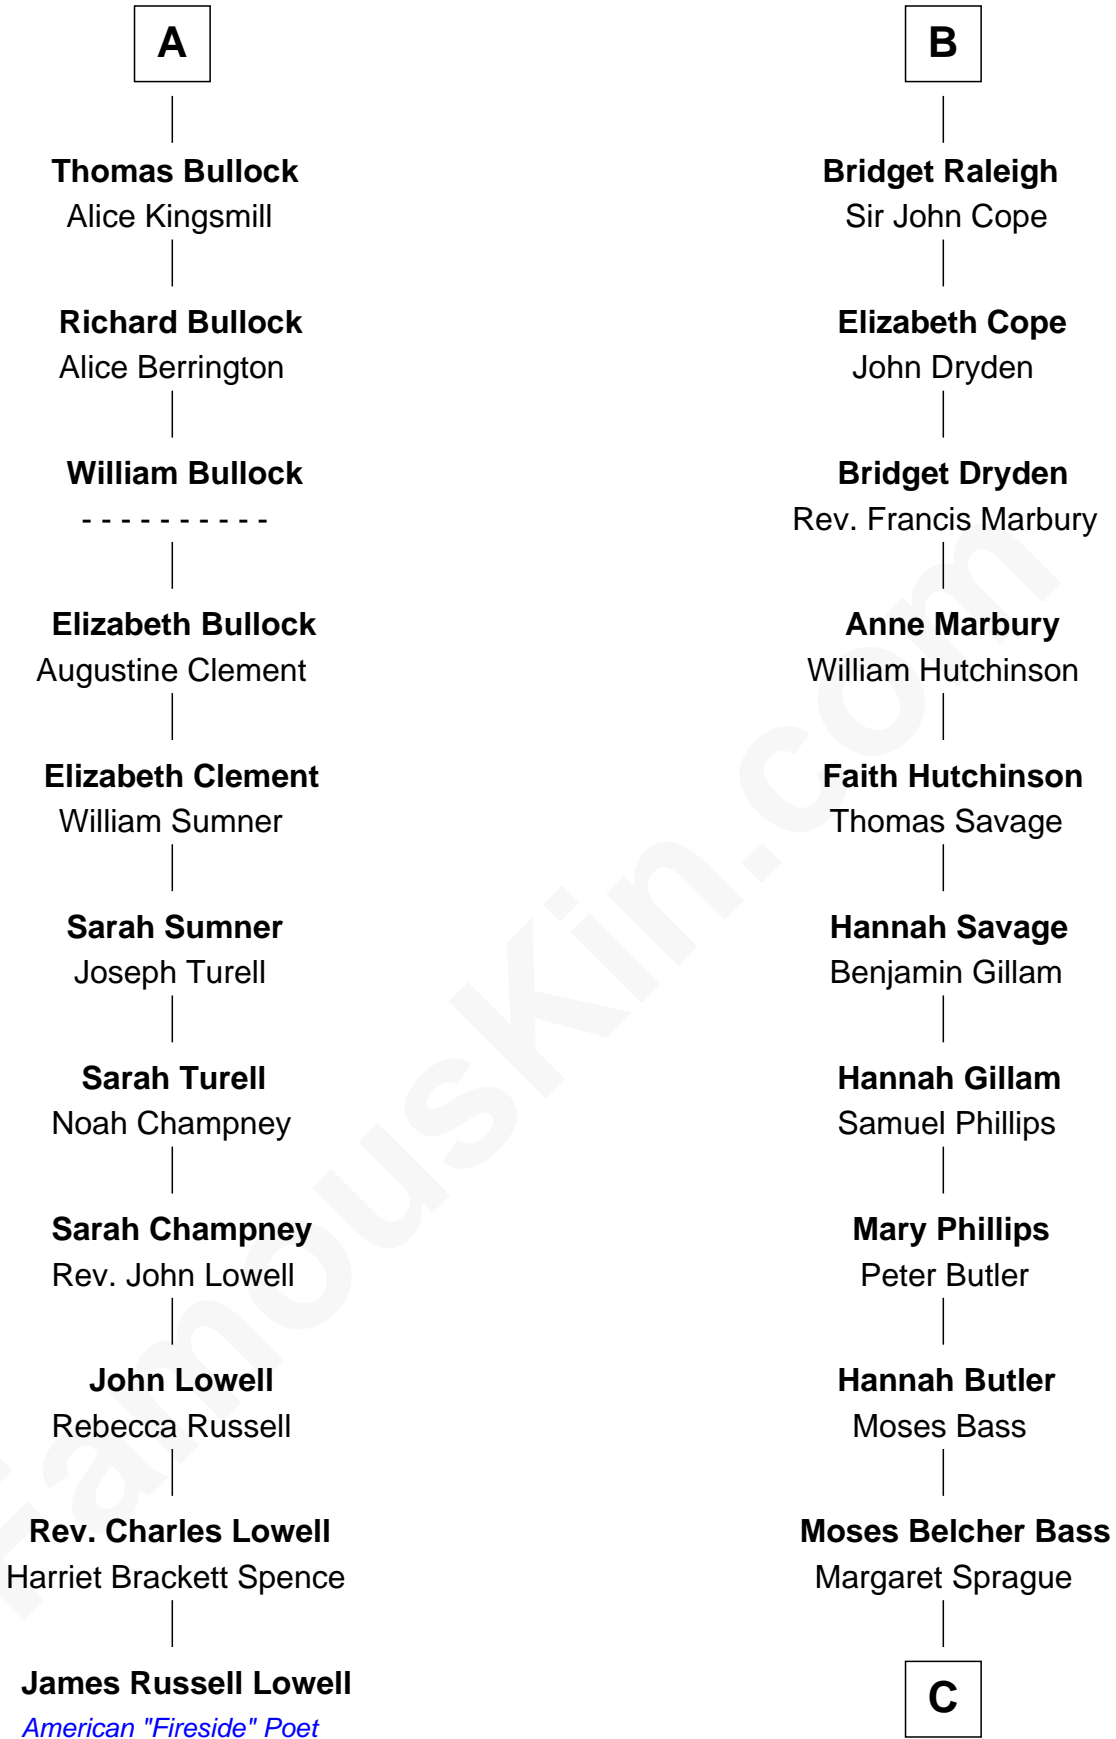 A
Thomas Bullock
Alice Kingsmill
Richard Bullock
Alice Berrington
William Bullock
- - - - - - - - - -
Elizabeth Bullock
Augustine Clement
Elizabeth Clement
William Sumner
Sarah Sumner
Joseph Turell
Sarah Turell
Noah Champney
Sarah Champney
Rev. John Lowell
John Lowell
Rebecca Russell
Rev. Charles Lowell
Harriet Brackett Spence
James Russell Lowell
American "Fireside" Poet
B
Bridget Raleigh
Sir John Cope
Elizabeth Cope
John Dryden
Bridget Dryden
Rev. Francis Marbury
Anne Marbury
William Hutchinson
Faith Hutchinson
Thomas Savage
Hannah Savage
Benjamin Gillam
Hannah Gillam
Samuel Phillips
Mary Phillips
Peter Butler
Hannah Butler
Moses Bass
Moses Belcher Bass
Margaret Sprague
C
FamousKin.com